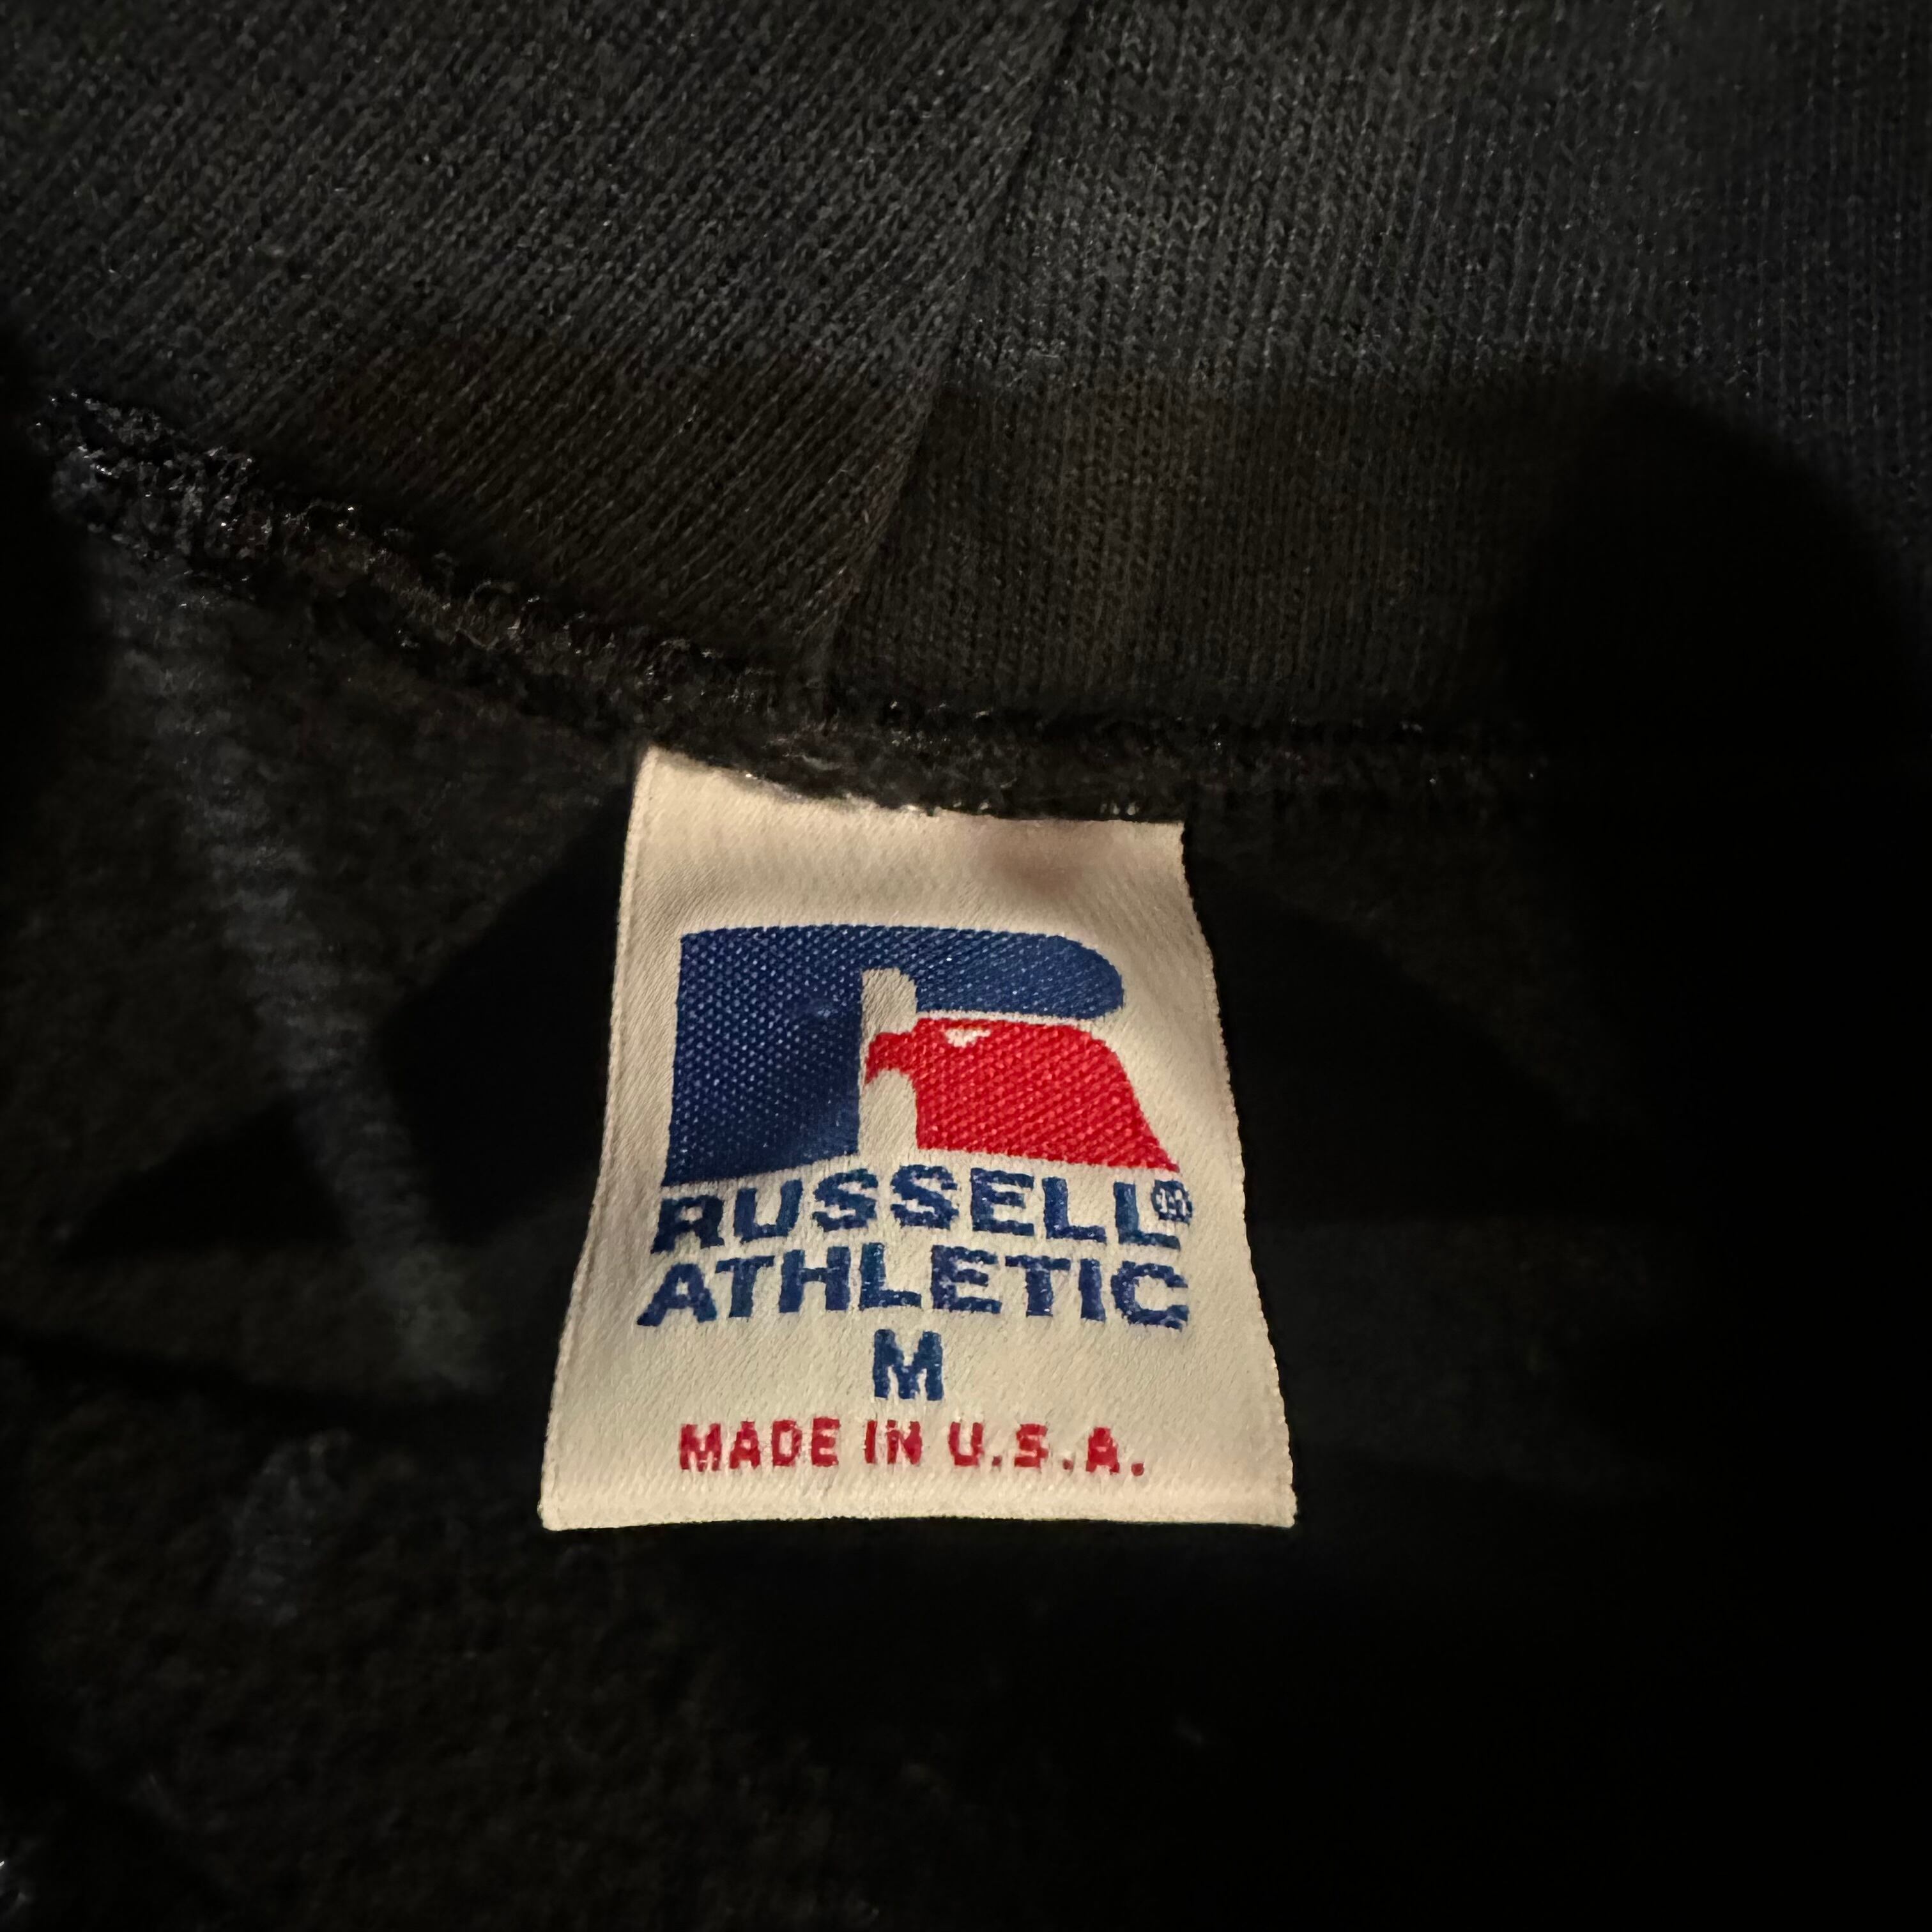 RUSSELL®
ATHLETIC
M
MADE IN U.S.A.